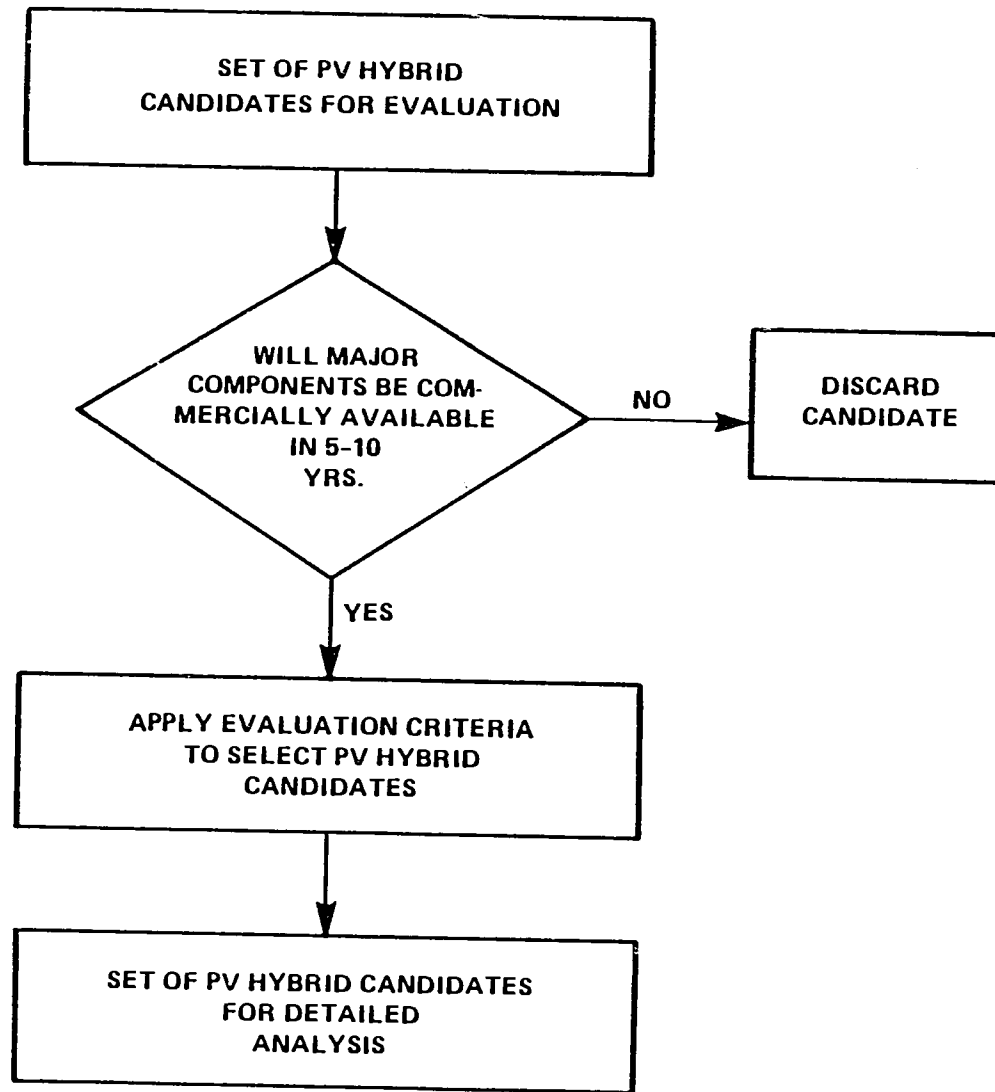 SET OF PV HYBRID
CANDIDATES FOR EVALUATION
WILL MAJOR
COMPONENTS BE COM-
MERCIALLY AVAILABLE
IN 5-10
YRS.
NO
DISCARD
CANDIDATE
YES
APPLY EVALUATION CRITERIA
TO SELECT PV HYBRID
CANDIDATES
SET OF PV HYBRID CANDIDATES
FOR DETAILED
ANALYSIS